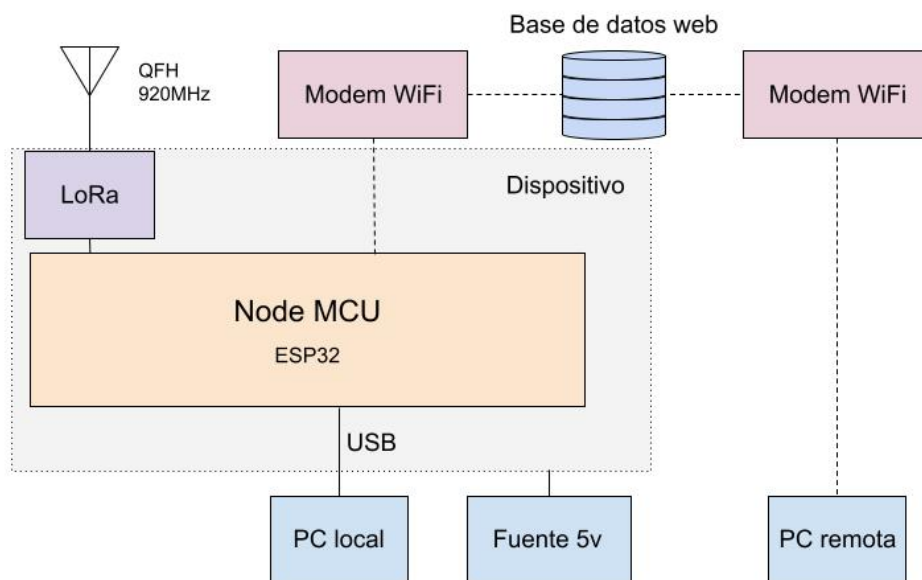 Base de datos web
QFH
920MHz
Modem WiFi
Modem WiFi
LoRa
Dispositivo
Node MCU
ESP32
USB
PC local
Fuente 5v
PC remota